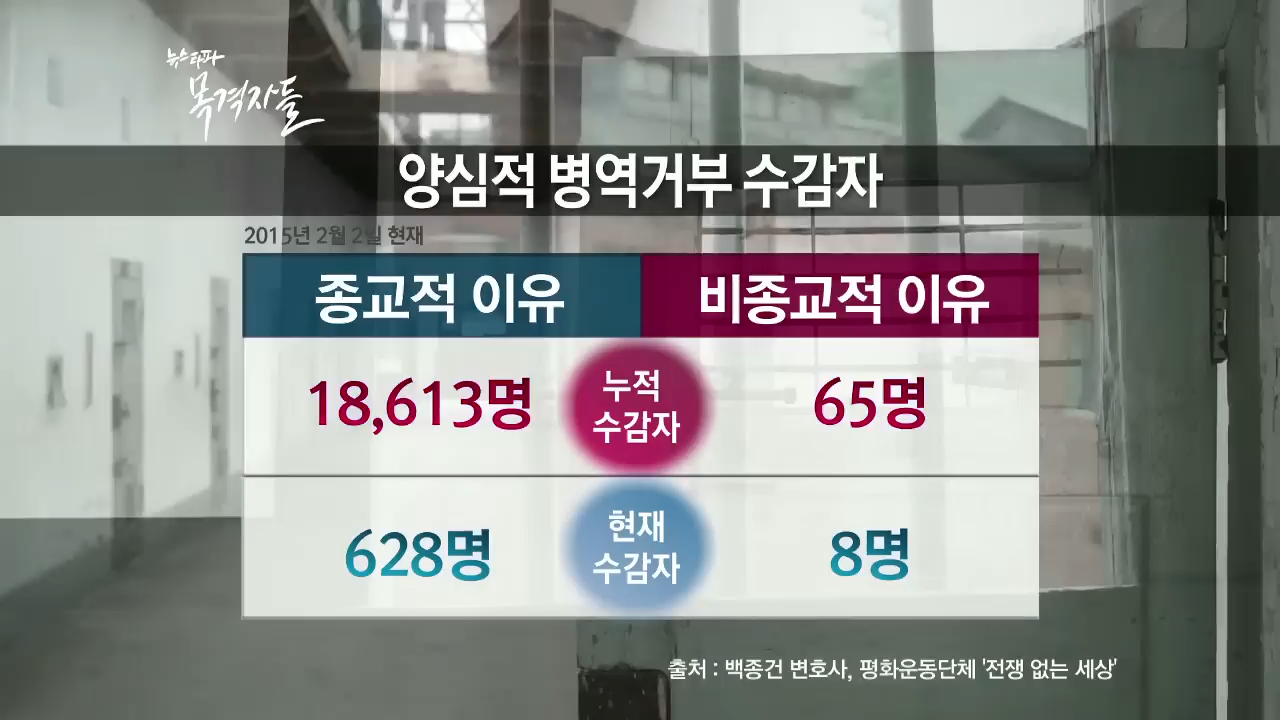 뉴스타파
목격자들
양심적 병역거부 수감자
2015년 2월 2일 현재
종교적 이유
비종교적 이유
18,613명
누적
수감자
65명
628명
현재
수감자
8명
출처 : 백종건 변호사, 평화운동단체 '전쟁 없는 세상'